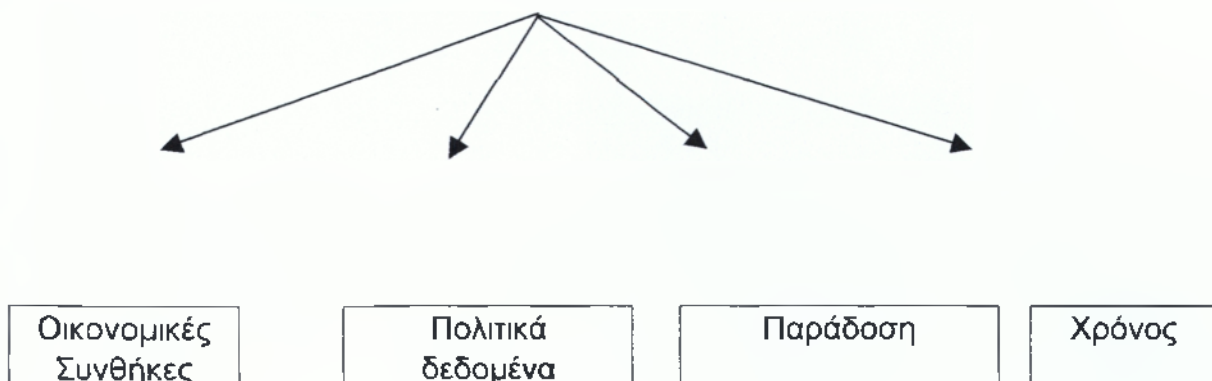 Οικονομικές
Συνθήκες
Πολιτικά
δεδομένα
Παράδοση
Χρόνος